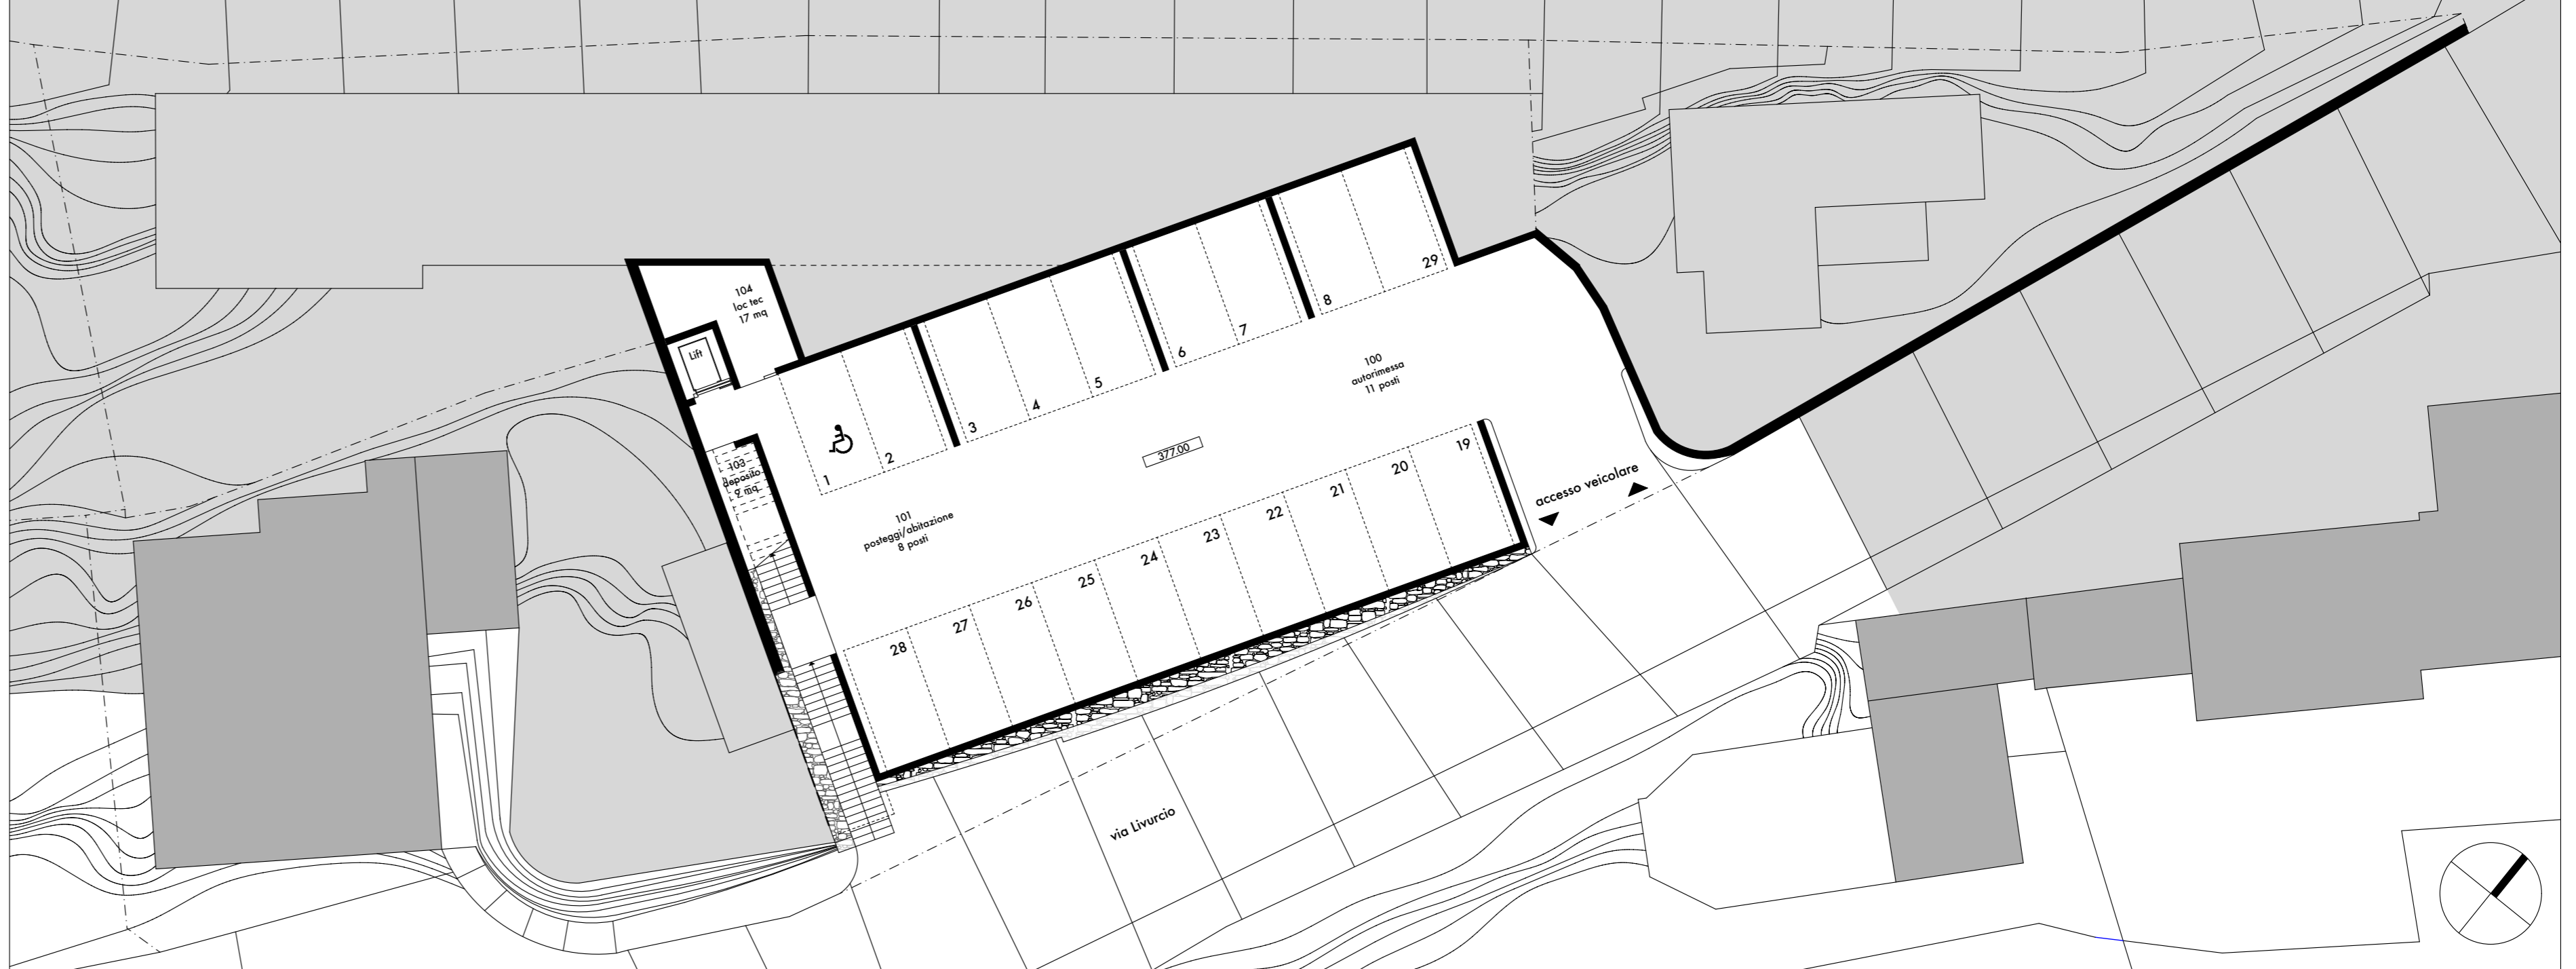 104
loc tec
17 mq
Lift
103
deposito
9 mq
1
2
3
4
5
6
7
8
29
100
autorimessa
11 posti
377.00
101
posteggi/abitazione
8 posti
28
27
26
25
24
23
22
21
20
19
accesso veicolare
via Livurcio